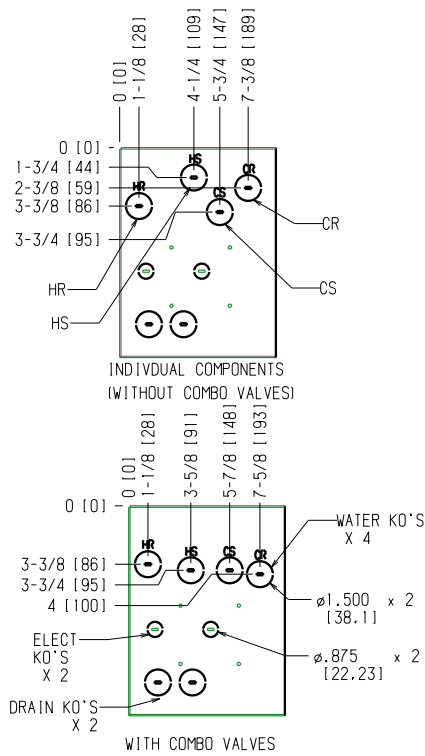 0 [0]
1-1/8 [28]
4-1/4 [109]
5-3/4 [147]
7-3/8 [189]
0 [0]
1-3/4 [44]
2-3/8 [59]
3-3/8 [86]
3-3/4 [95]
HR
HS
CS
CR
CR
CS
HR
HS
INDIVDUAL COMPONENTS
(WITHOUT COMBO VALVES)
0 [0]
1-1/8 [28]
3-5/8 [91]
5-7/8 [148]
7-5/8 [193]
0 [0]
3-3/8 [86]
3-3/4 [95]
4 [100]
HR
HS
CS
CR
WATER KO'S
X 4
ø1.500 x 2
[38.1]
ELECT
KO'S
X 2
ø.875 x 2
[22.23]
DRAIN KO'S
X 2
WITH COMBO VALVES